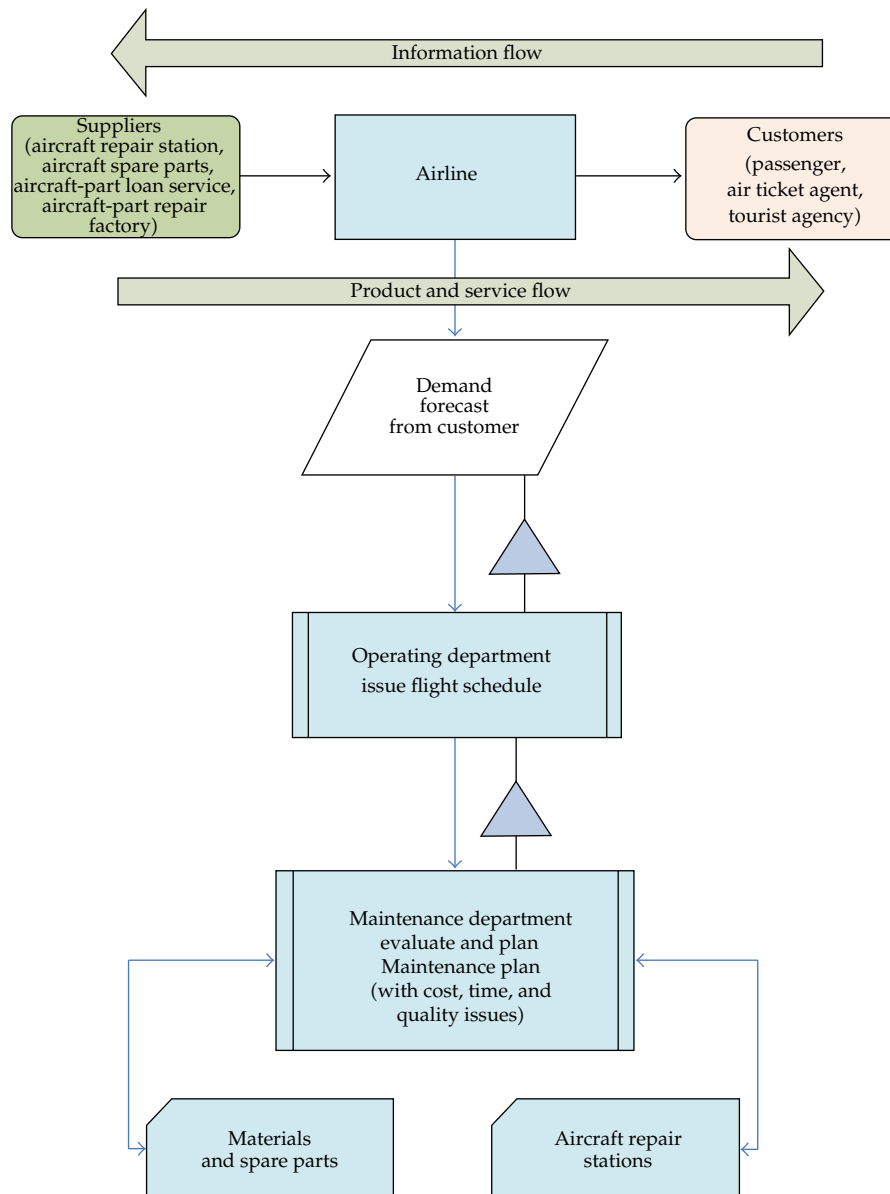 Information flow
Suppliers
(aircraft repair station,
aircraft spare parts,
aircraft-part loan service,
aircraft-part repair
factory)
Airline
Customers
(passenger,
air ticket agent,
tourist agency)
Product and service flow
Demand
forecast
from customer
Operating department
issue flight schedule
Maintenance department
evaluate and plan
Maintenance plan
(with cost, time, and
quality issues)
Materials
and spare parts
Aircraft repair
stations